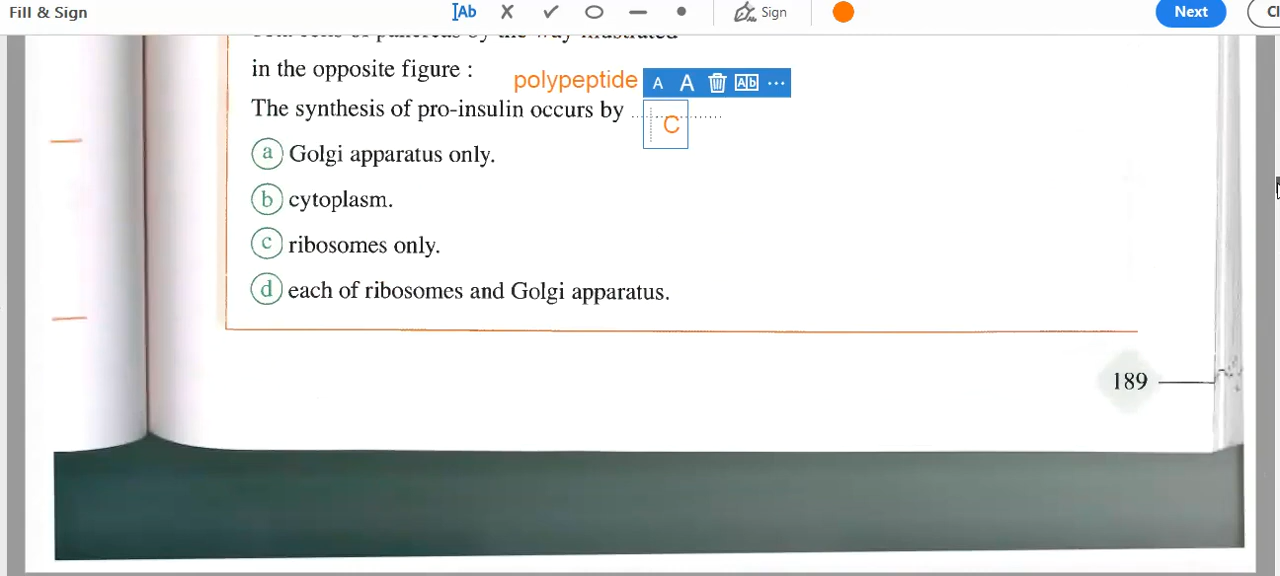 Fill & Sign
Ab
Sign
Next
in the opposite figure :
polypeptide
A A Ab ...
The synthesis of pro-insulin occurs by ..................
C
a Golgi apparatus only.
b cytoplasm.
c ribosomes only.
d each of ribosomes and Golgi apparatus.
189